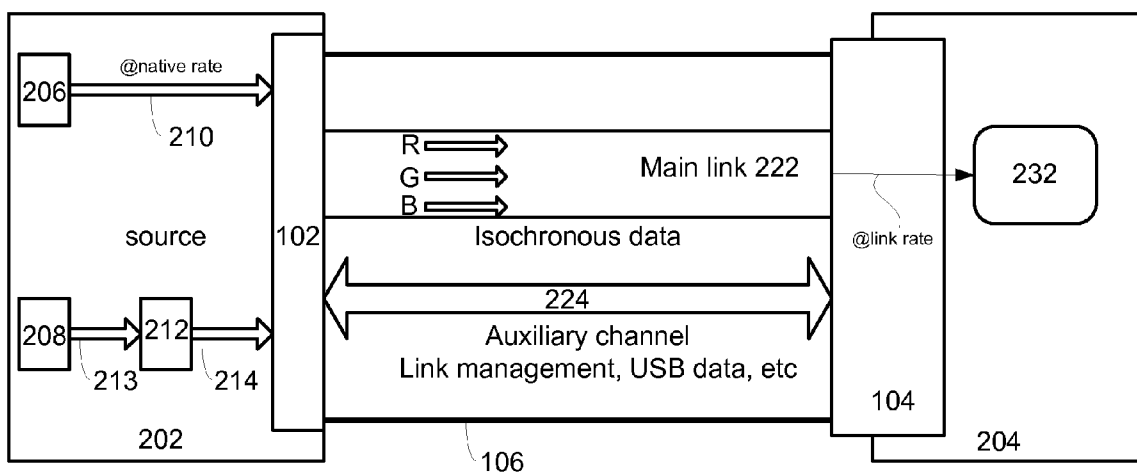 206
@native rate
210
R
G
B
Main link 222
232
source
102
Isochronous data
@link rate
208
212
213
214
224
Auxiliary channel
Link management, USB data, etc
104
202
204
106